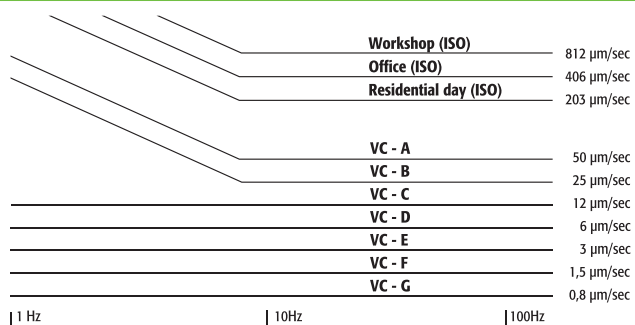 Workshop (ISO) 812 µm/sec
Office (ISO) 406 µm/sec
Residential day (ISO) 203 µm/sec
VC - A 50 µm/sec
VC - B 25 µm/sec
VC - C 12 µm/sec
VC - D 6 µm/sec
VC - E 3 µm/sec
VC - F 1,5 µm/sec
VC - G 0,8 µm/sec
1 Hz 10Hz 100Hz